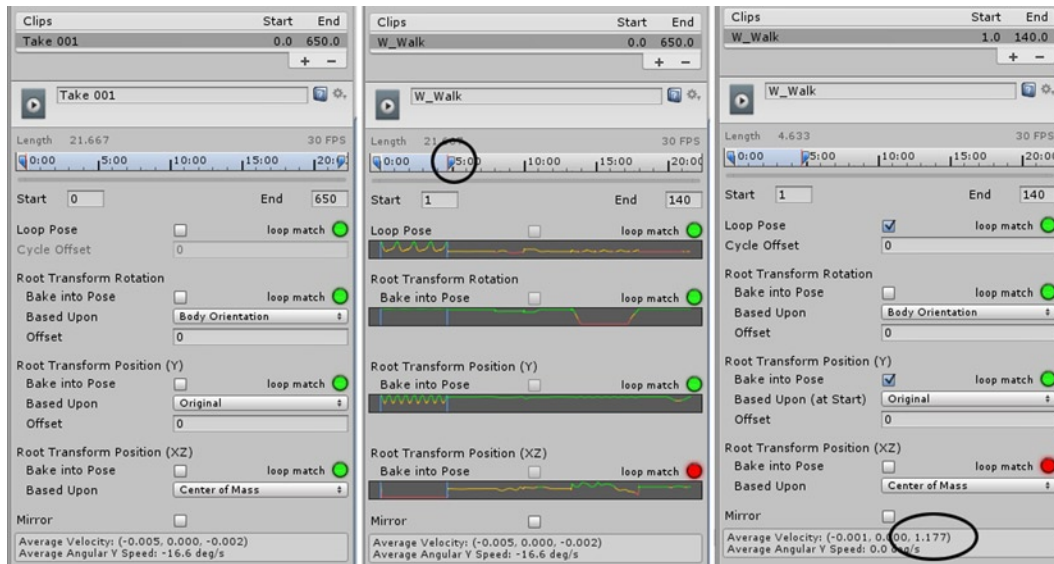 Clips Start End
Take 001 0.0 650.0
+ −
Take 001
Length 21.667 30 FPS
0:00 5:00 10:00 15:00 20:0
Start 0 End 650
Loop Pose loop match
Cycle Offset 0
Root Transform Rotation
Bake into Pose loop match
Based Upon Body Orientation
Offset 0
Root Transform Position (Y)
Bake into Pose loop match
Based Upon Original
Offset 0
Root Transform Position (XZ)
Bake into Pose loop match
Based Upon Center of Mass
Mirror
Average Velocity: (-0.005, 0.000, -0.002)
Average Angular Y Speed: -16.6 deg/s
Clips Start End
W_Walk 0.0 650.0
+ −
W_Walk
Length 21.667 30 FPS
0:00 5:00 10:00 15:00 20:00
Start 1 End 140
Loop Pose loop match
Root Transform Rotation
Bake into Pose loop match
Root Transform Position (Y)
Bake into Pose loop match
Root Transform Position (XZ)
Bake into Pose loop match
Mirror
Average Velocity: (-0.005, 0.000, -0.002)
Average Angular Y Speed: -16.6 deg/s
Clips Start End
W_Walk 1.0 140.0
+ −
W_Walk
Length 4.633 30 FPS
0:00 5:00 10:00 15:00 20:00
Start 1 End 140
Loop Pose loop match
Cycle Offset 0
Root Transform Rotation
Bake into Pose loop match
Based Upon Body Orientation
Offset 0
Root Transform Position (Y)
Bake into Pose loop match
Based Upon (at Start) Original
Offset 0
Root Transform Position (XZ)
Bake into Pose loop match
Based Upon Center of Mass
Mirror
Average Velocity: (-0.001, 0.000, 1.177)
Average Angular Y Speed: 0.0 deg/s